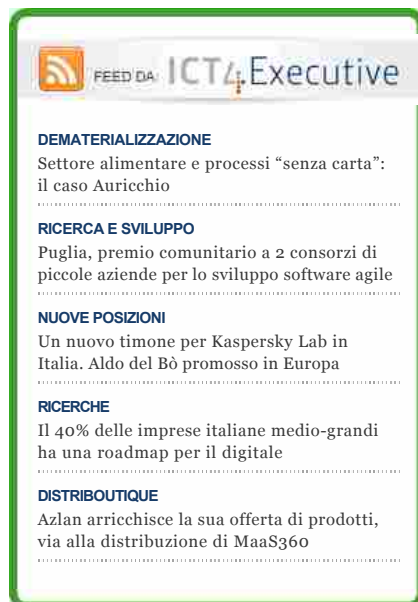 FEED DA: ICT4Executive
DEMATERIALIZZAZIONE
Settore alimentare e processi “senza carta”:
il caso Auricchio
RICERCA E SVILUPPO
Puglia, premio comunitario a 2 consorzi di
piccole aziende per lo sviluppo software agile
NUOVE POSIZIONI
Un nuovo timone per Kaspersky Lab in
Italia. Aldo del Bò promosso in Europa
RICERCHE
Il 40% delle imprese italiane medio-grandi
ha una roadmap per il digitale
DISTRIBOUTIQUE
Azlan arricchisce la sua offerta di prodotti,
via alla distribuzione di MaaS360